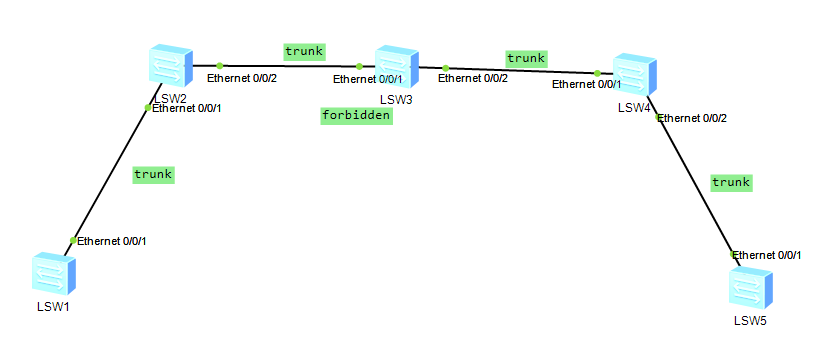 trunk
trunk
Ethernet 0/0/2
Ethernet 0/0/1
Ethernet 0/0/2
Ethernet 0/0/1
LSW2
LSW3
LSW4
Ethernet 0/0/1
forbidden
Ethernet 0/0/2
trunk
trunk
Ethernet 0/0/1
Ethernet 0/0/1
LSW1
LSW5